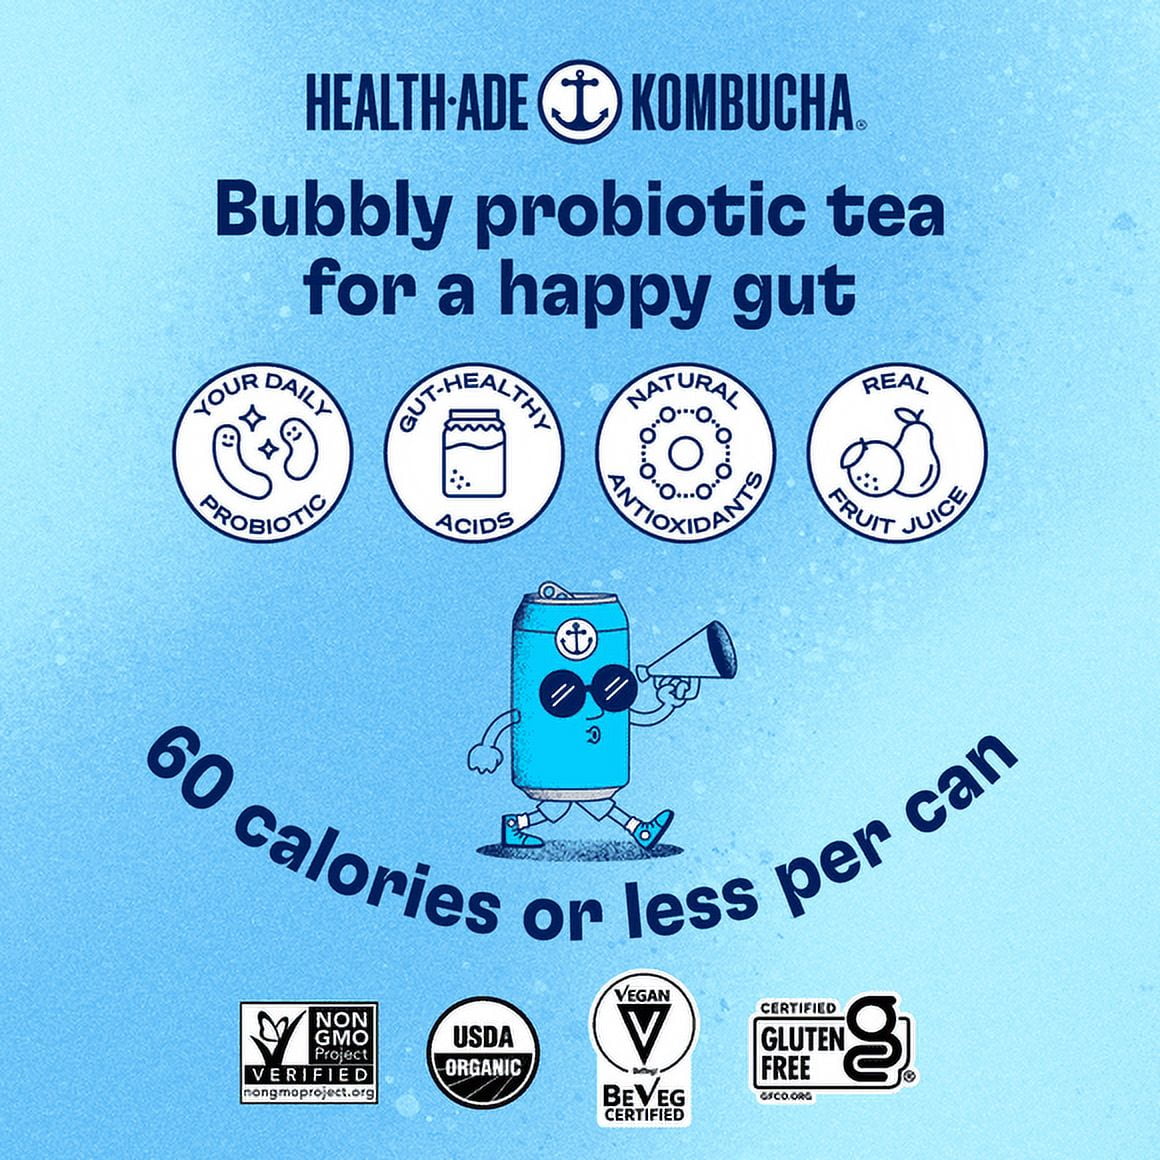 HEALTH·ADE KOMBUCHA®
Bubbly probiotic tea
for a happy gut
YOUR DAILY
PROBIOTIC
GUT-HEALTHY
ACIDS
NATURAL
ANTIOXIDANTS
REAL
FRUIT JUICE
60 calories or less per can
NON
GMO
Project
VERIFIED
nongmoproject.org
USDA
ORGANIC
VEGAN
BEVEG
CERTIFIED
CERTIFIED
GLUTEN
FREE
®
GFCO.ORG